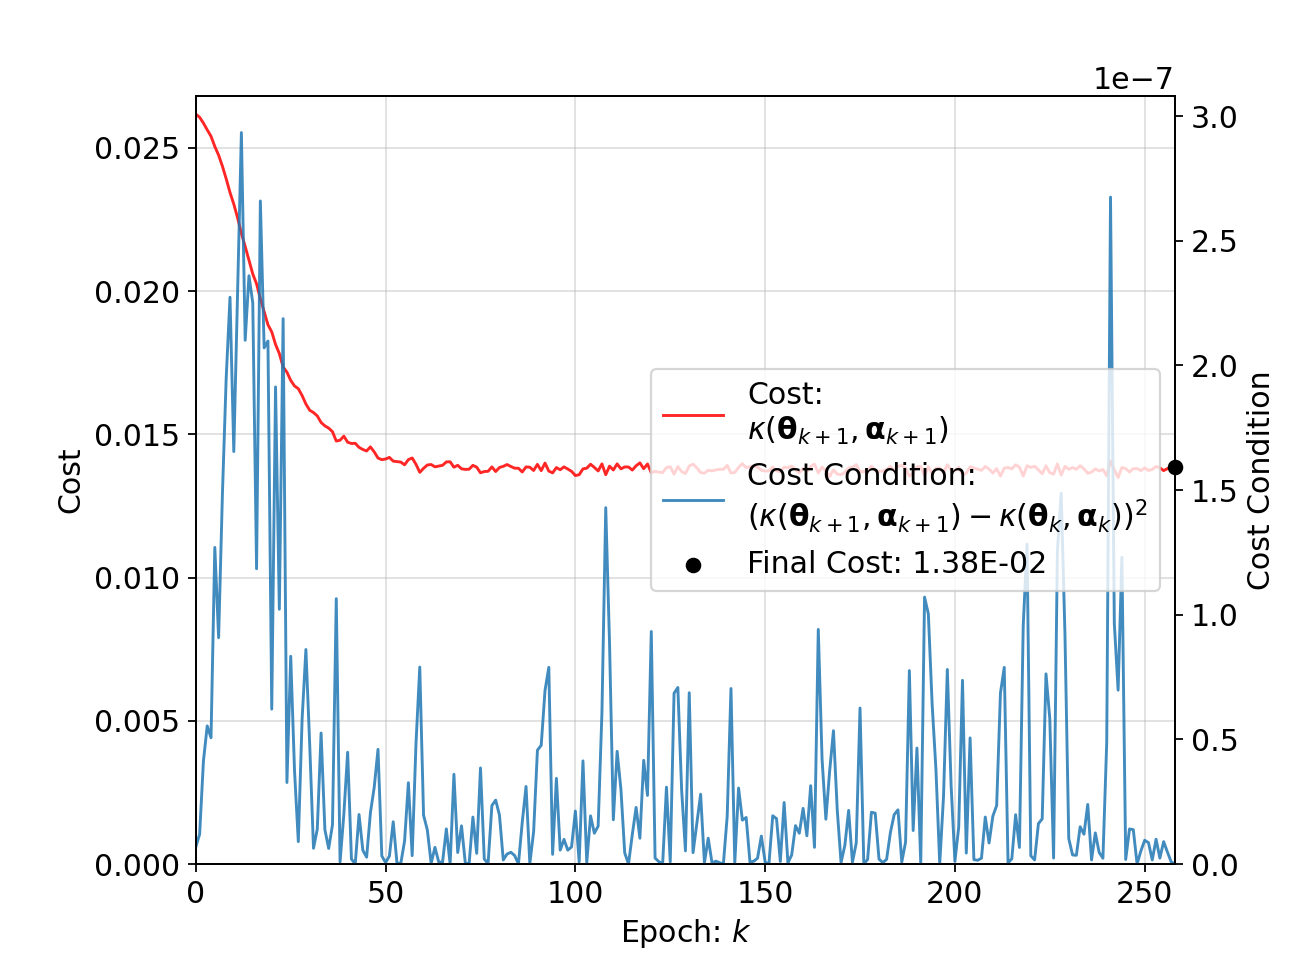 1e−7
0.025
0.020
0.015
0.010
0.005
0.000
Cost
3.0
2.5
2.0
1.5
1.0
0.5
0.0
Cost Condition
Cost:
κ(θ_{k+1}, α_{k+1})
Cost Condition:
(κ(θ_{k+1}, α_{k+1}) − κ(θ_k, α_k))^2
Final Cost: 1.38E-02
0 50 100 150 200 250
Epoch: k